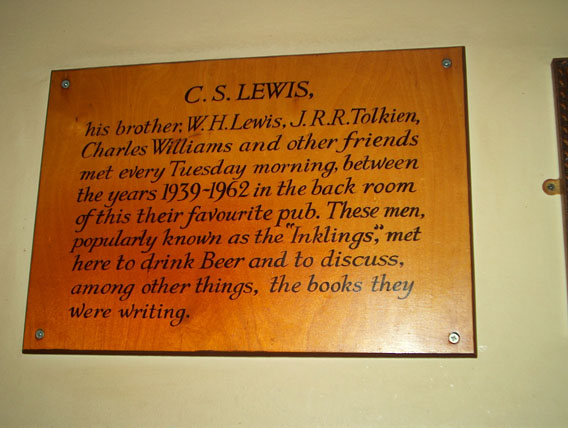 C. S. LEWIS,
his brother, W. H. Lewis, J. R. R. Tolkien,
Charles Williams and other friends
met every Tuesday morning, between
the years 1939-1962 in the back room
of this their favourite pub. These men,
popularly known as the "Inklings", met
here to drink Beer and to discuss,
among other things, the books they
were writing.